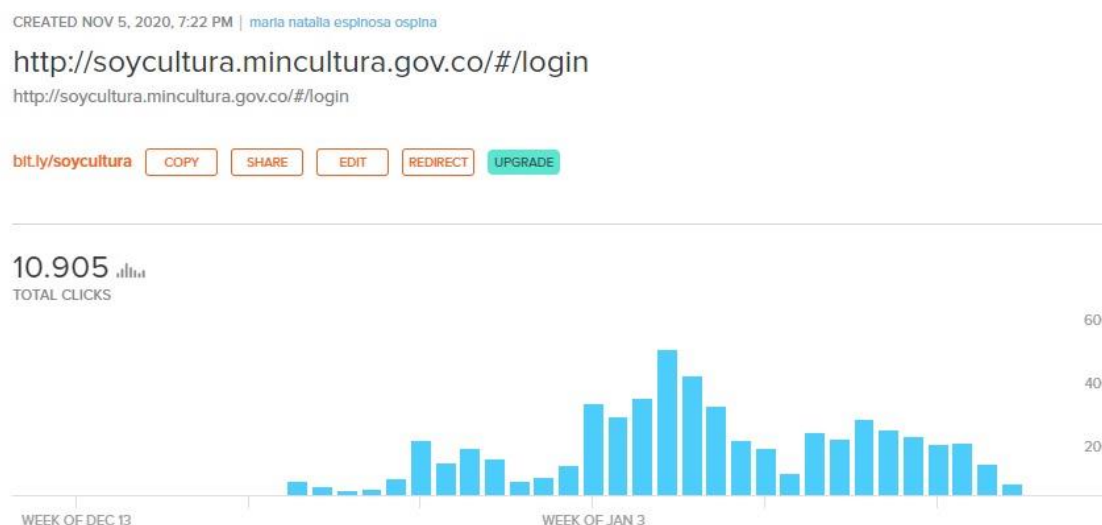 CREATED NOV 5, 2020, 7:22 PM | maria natalia espinosa ospina
http://soycultura.mincultura.gov.co/#/login
http://soycultura.mincultura.gov.co/#/login
bit.ly/soycultura COPY SHARE EDIT REDIRECT UPGRADE
10.905
TOTAL CLICKS
60
40
20
WEEK OF DEC 13 WEEK OF JAN 3